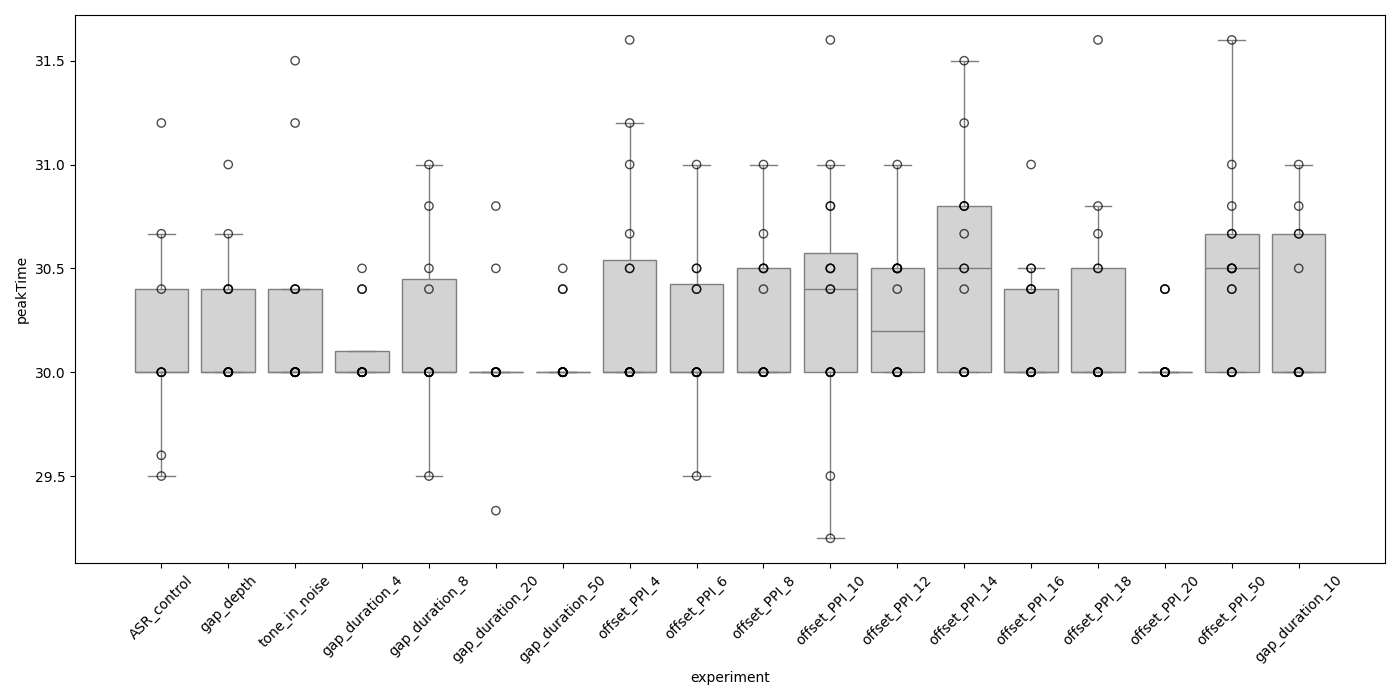 31.5
31.0
30.5
30.0
29.5
peakTime
ASR_control
gap_depth
tone_in_noise
gap_duration_4
gap_duration_8
gap_duration_20
gap_duration_50
offset_PPI_4
offset_PPI_6
offset_PPI_8
offset_PPI_10
offset_PPI_12
offset_PPI_14
offset_PPI_16
offset_PPI_18
offset_PPI_20
offset_PPI_50
gap_duration_10
experiment